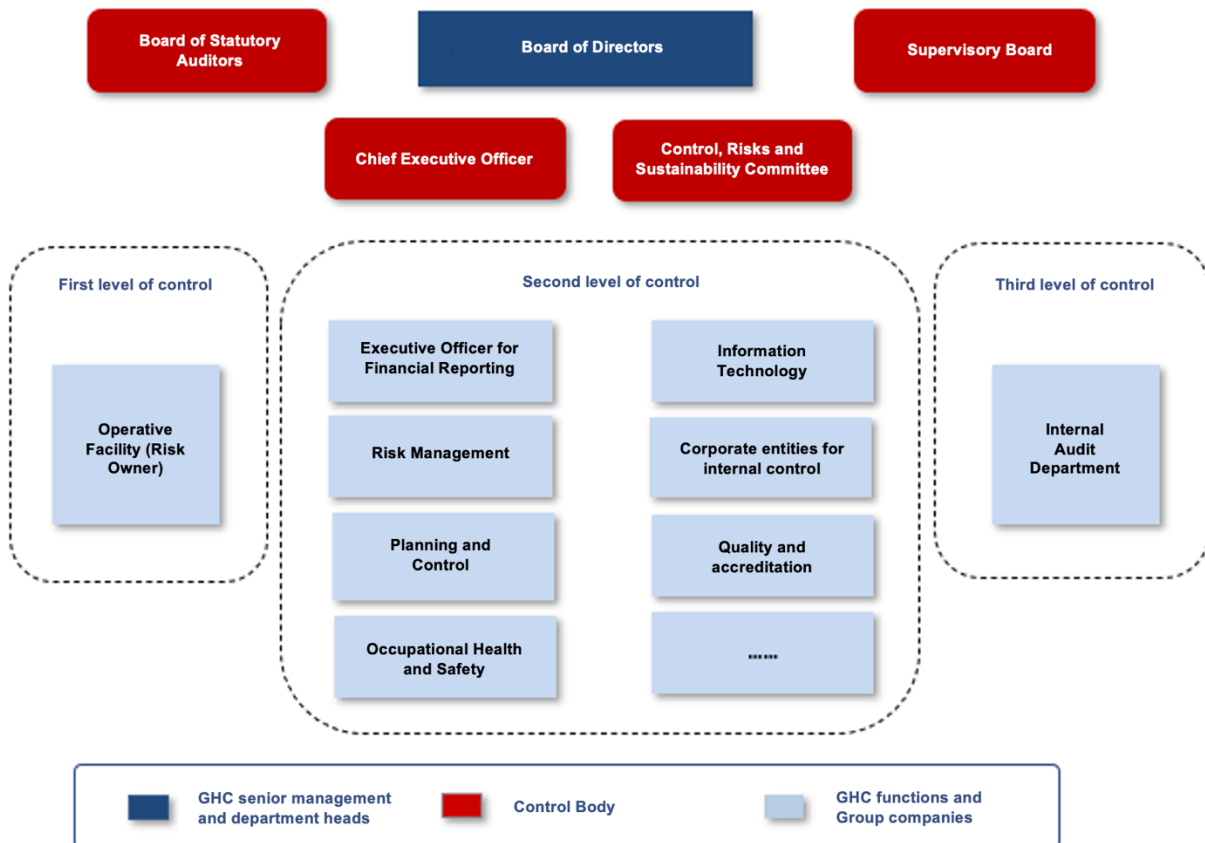 Board of Statutory
Auditors
Board of Directors
Supervisory Board
Chief Executive Officer
Control, Risks and
Sustainability Committee
First level of control
Operative
Facility (Risk
Owner)
Second level of control
Executive Officer for
Financial Reporting
Information
Technology
Risk Management
Corporate entities for
internal control
Planning and
Control
Quality and
accreditation
Occupational Health
and Safety
......
Third level of control
Internal
Audit
Department
GHC senior management
and department heads
Control Body
GHC functions and
Group companies